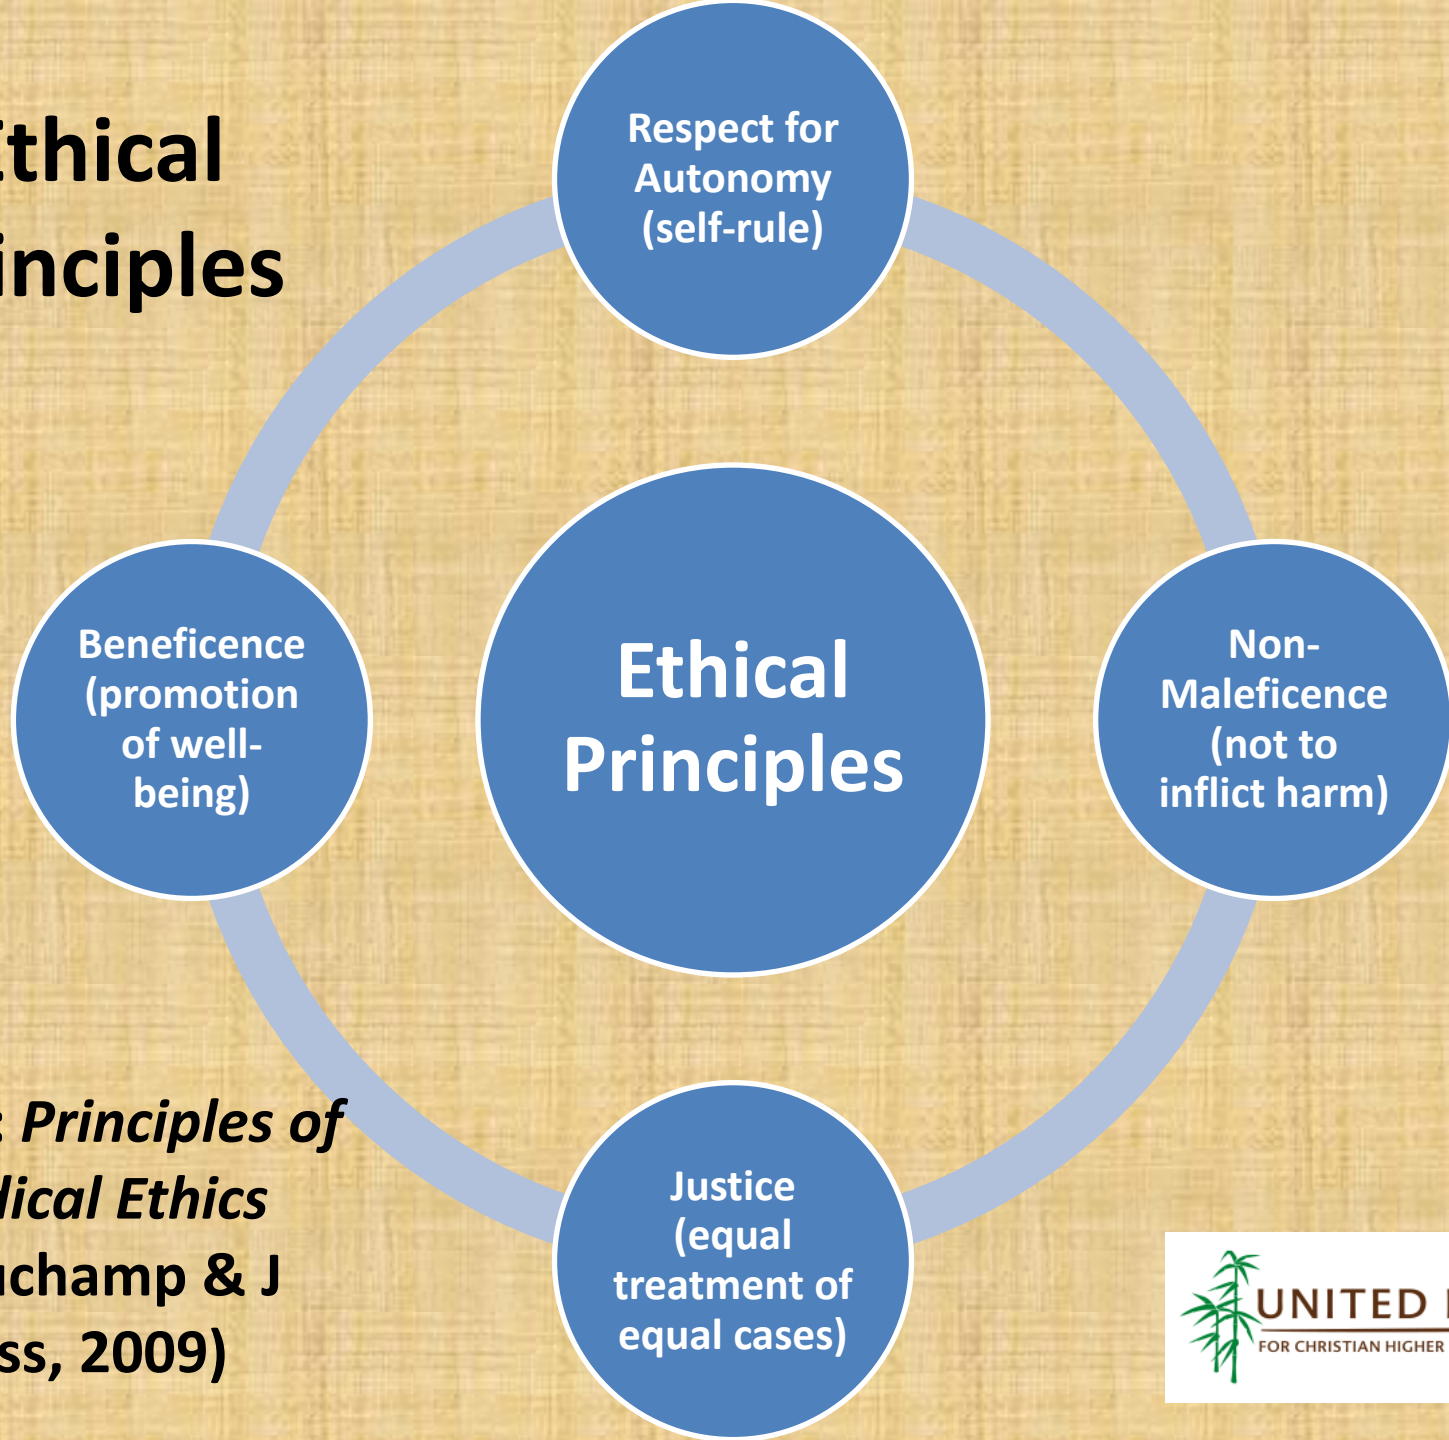 Ethical
inciples
Respect for
Autonomy
(self-rule)
Beneficence
(promotion
of well-
being)
Ethical
Principles
Non-
Maleficence
(not to
inflict harm)
: Principles of
dical Ethics
uchamp & J
ss, 2009)
Justice
(equal
treatment of
equal cases)
UNITED
FOR CHRISTIAN HIGHER